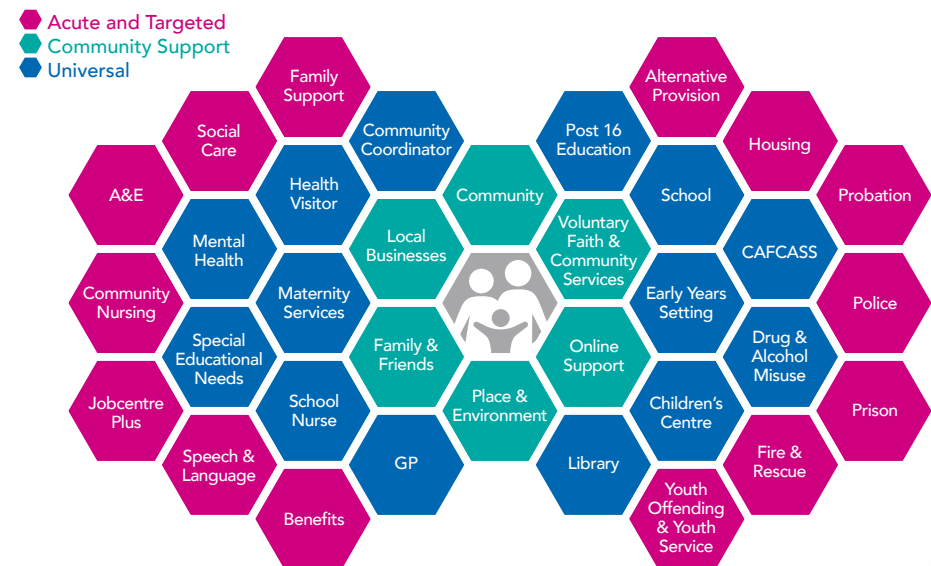 Acute and Targeted
Community Support
Universal
Family
Support
Alternative
Provision
Social
Care
Community
Coordinator
Post 16
Education
Housing
A&E
Health
Visitor
Community
School
Probation
Mental
Health
Local
Businesses
Voluntary
Faith &
Community
Services
CAFCASS
Community
Nursing
Maternity
Services
Early Years
Setting
Police
Special
Educational
Needs
Family &
Friends
Online
Support
Drug &
Alcohol
Misuse
Jobcentre
Plus
School
Nurse
Place &
Environment
Children’s
Centre
Prison
Speech &
Language
GP
Library
Fire &
Rescue
Benefits
Youth
Offending
& Youth
Service